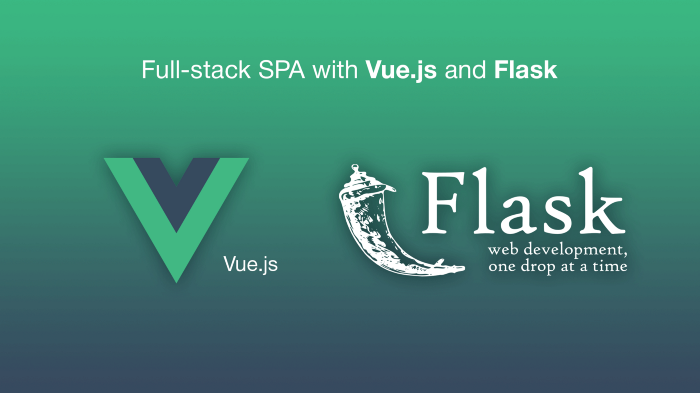 Full-stack SPA with Vue.js and Flask
Vue.js
Flask
web development,
one drop at a time